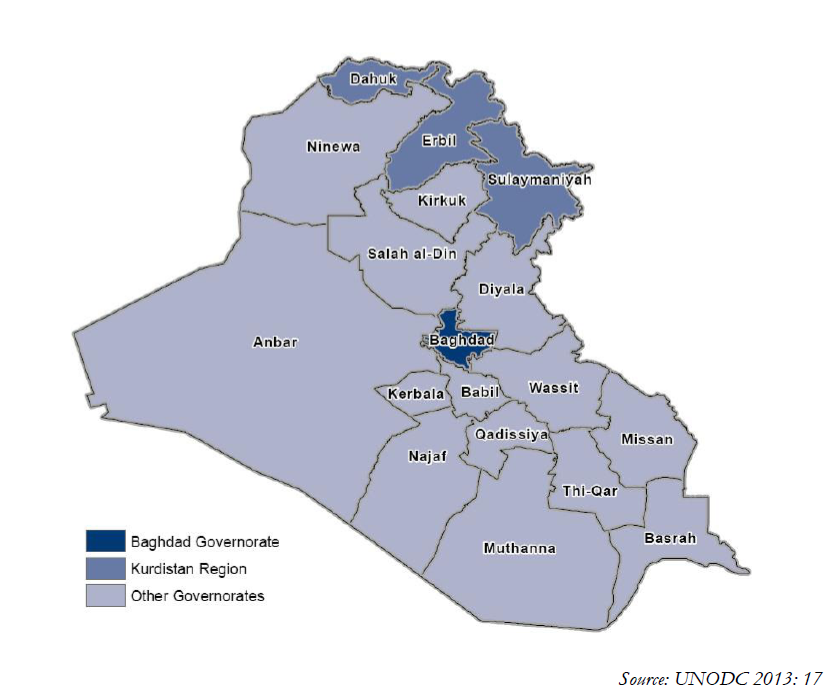 Dahuk
Ninewa
Erbil
Sulaymaniyah
Kirkuk
Salah al-Din
Diyala
Anbar
Baghdad
Kerbala
Babil
Wassit
Qadissiya
Missan
Najaf
Thi-Qar
Muthanna
Basrah
Baghdad Governorate
Kurdistan Region
Other Governorates
Source: UNODC 2013: 17